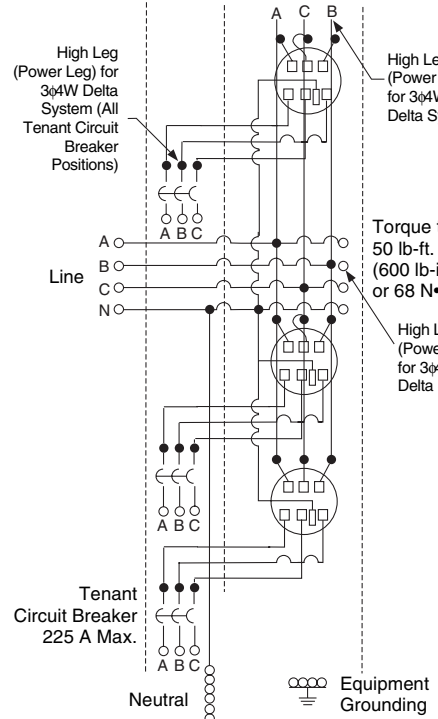 A C B
High Leg
(Power Leg) for
3ϕ4W Delta
System (All
Tenant Circuit
Breaker
Positions)
High Le
(Power
for 3ϕ4W
Delta S
A B C
Line
A
B
C
N
Torque
50 lb-ft.
(600 lb-i
or 68 N•
High L
(Powe
for 3ϕ4
Delta
A B C
Tenant
Circuit Breaker
225 A Max.
A B C
Neutral
Equipment
Grounding